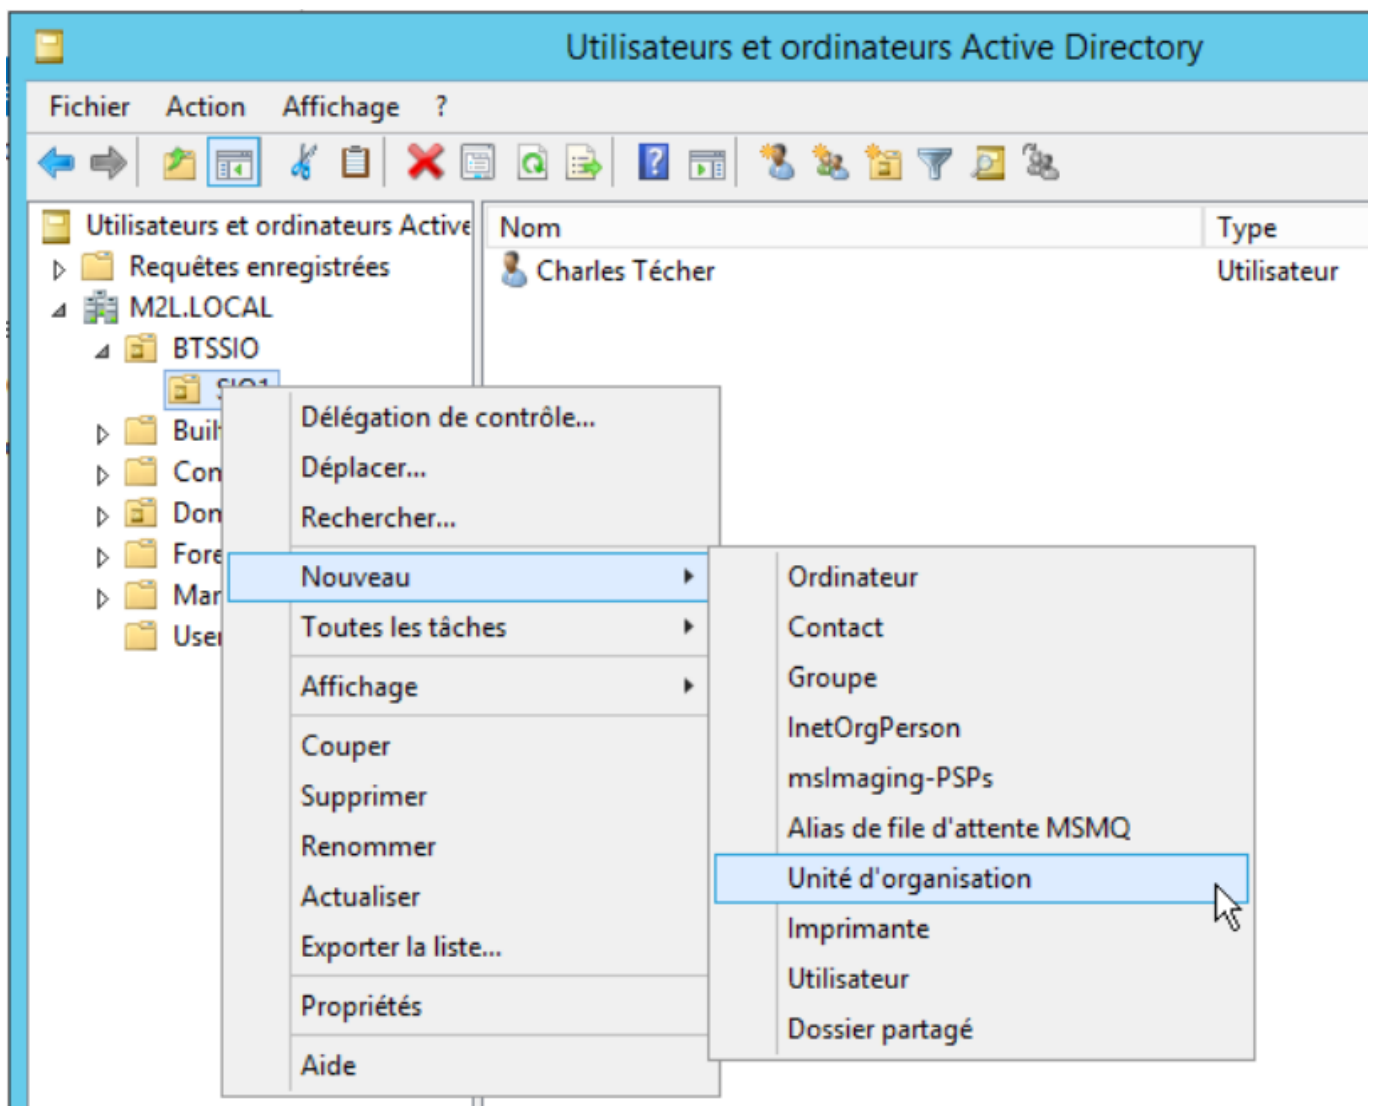 Utilisateurs et ordinateurs Active Directory
Fichier Action Affichage ?
Utilisateurs et ordinateurs Active
Requêtes enregistrées
M2L.LOCAL
BTSSIO
SIO1
Nom Type
Charles Técher Utilisateur
Délégation de contrôle...
Déplacer...
Rechercher...
Nouveau
Toutes les tâches
Affichage
Couper
Supprimer
Renommer
Actualiser
Exporter la liste...
Propriétés
Aide
Ordinateur
Contact
Groupe
InetOrgPerson
msImaging-PSPs
Alias de file d'attente MSMQ
Unité d'organisation
Imprimante
Utilisateur
Dossier partagé